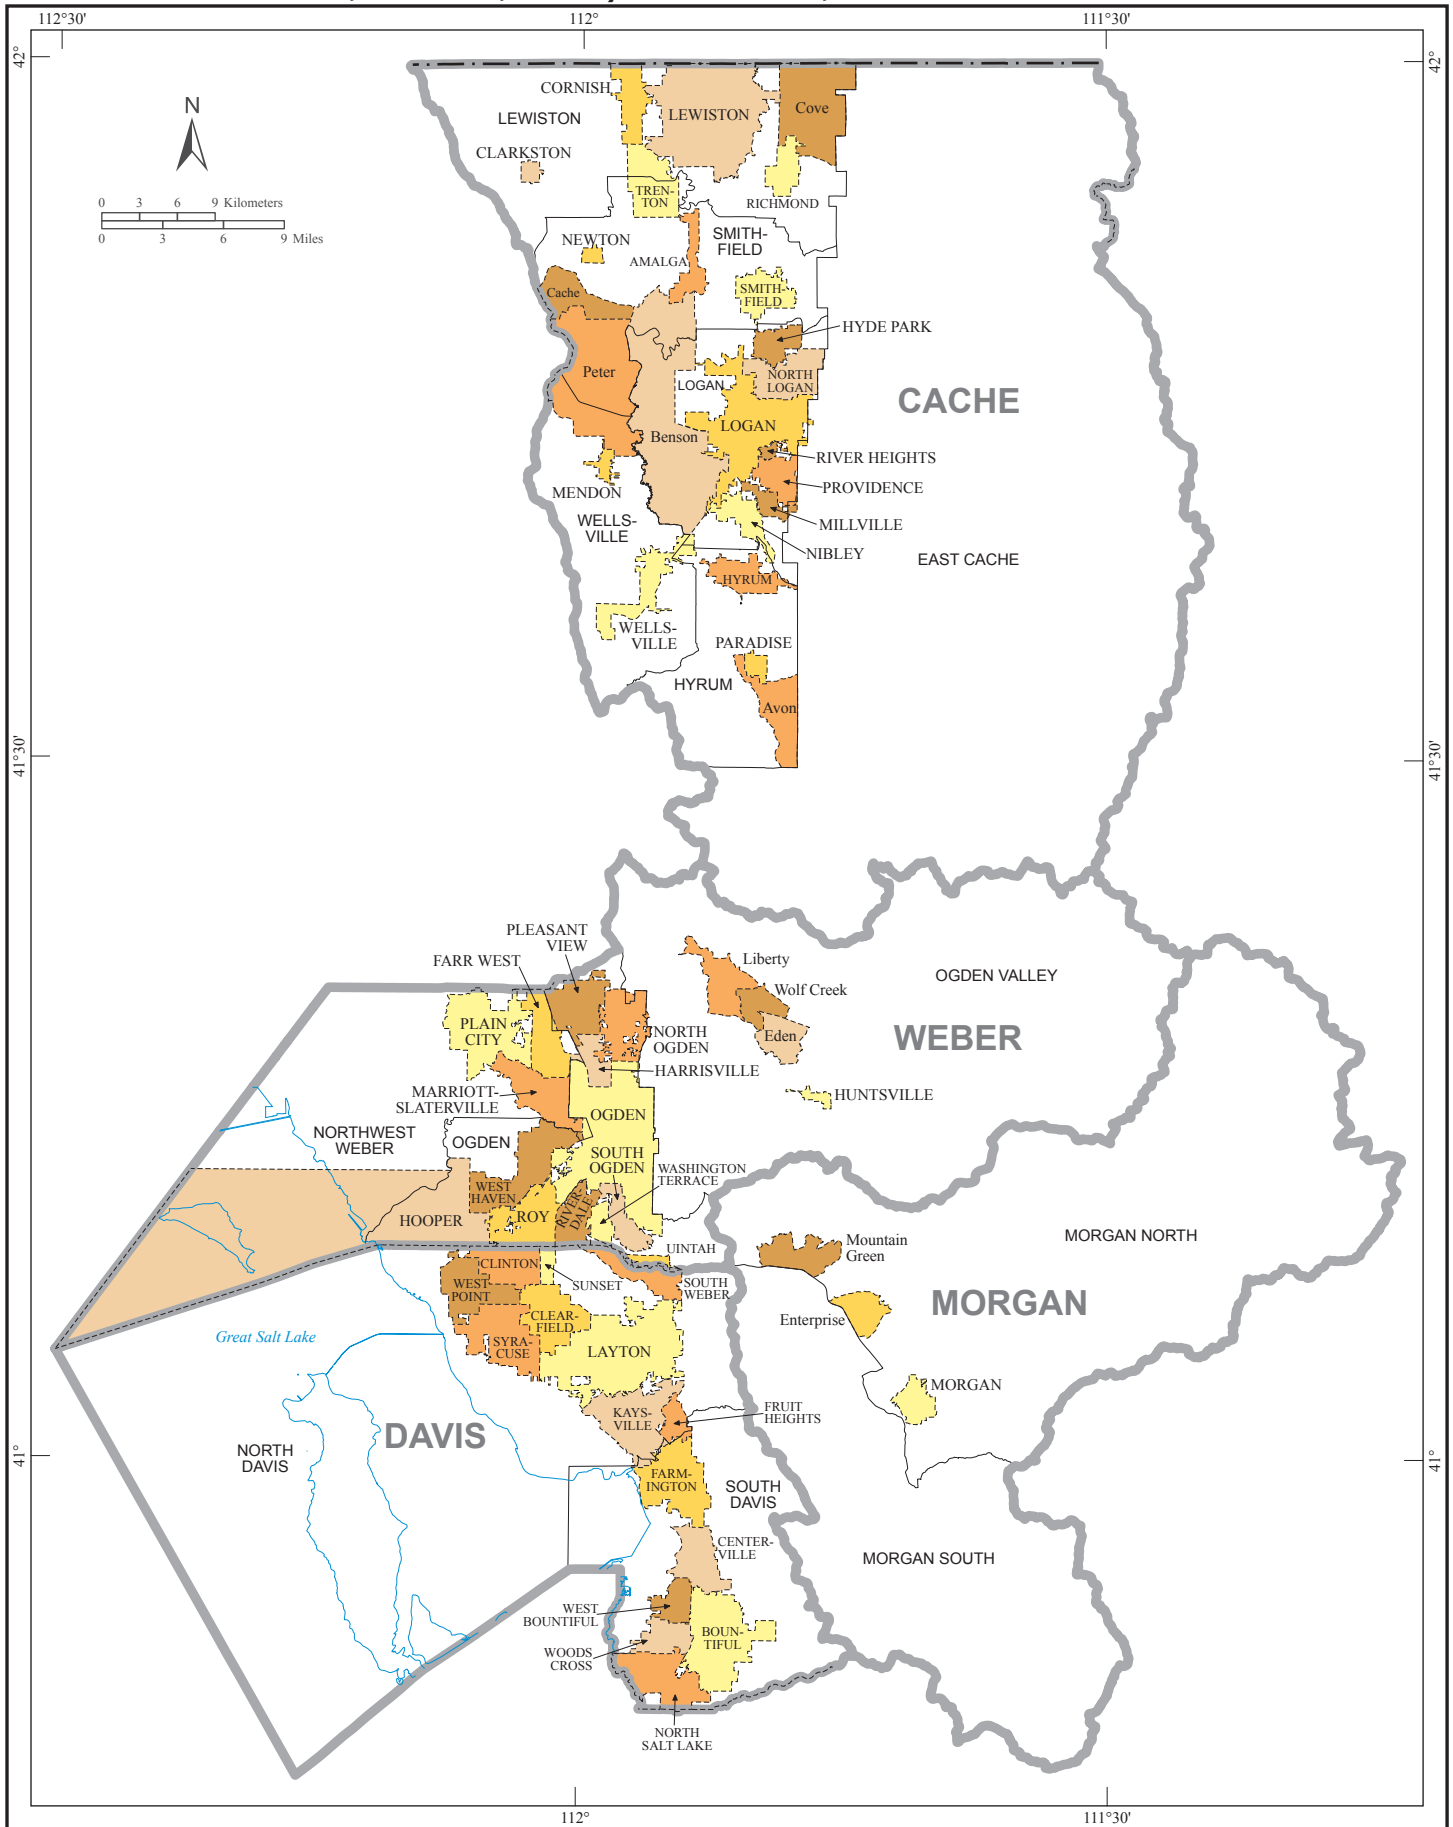 112°30'
112°
111°30'
42°
42°
CORNISH
LEWISTON
LEWISTON
Cove
N
CLARKSTON
TREN-
TON
RICHMOND
0 3 6 9 Kilometers
0 3 6 9 Miles
NEWTON
SMITH-
FIELD
AMALGA
Cache
SMITH-
FIELD
HYDE PARK
Peter
LOGAN
NORTH
LOGAN
CACHE
LOGAN
Benson
RIVER HEIGHTS
PROVIDENCE
MENDON
MILLVILLE
WELLS-
VILLE
NIBLEY
EAST CACHE
HYRUM
WELLS-
VILLE
PARADISE
HYRUM
Avon
41°30'
41°30'
PLEASANT
VIEW
FARR WEST
Liberty
OGDEN VALLEY
Wolf Creek
PLAIN
CITY
NORTH
OGDEN
Eden
WEBER
HARRISVILLE
MARRIOTT-
SLATERVILLE
HUNTSVILLE
OGDEN
NORTHWEST
WEBER
OGDEN
SOUTH
OGDEN
WASHINGTON
TERRACE
WEST
HAVEN
RIVER-
DALE
HOOPER
ROY
MORGAN NORTH
Mountain
Green
UINTAH
CLINTON
SUNSET
SOUTH
WEBER
WEST
POINT
MORGAN
CLEAR-
FIELD
Enterprise
Great Salt Lake
SYRA-
CUSE
LAYTON
MORGAN
KAYS-
VILLE
FRUIT
HEIGHTS
DAVIS
NORTH
DAVIS
41°
41°
FARM-
INGTON
SOUTH
DAVIS
CENTER-
VILLE
MORGAN SOUTH
WEST
BOUNTIFUL
BOUN-
TIFUL
WOODS
CROSS
NORTH
SALT LAKE
112°
111°30'